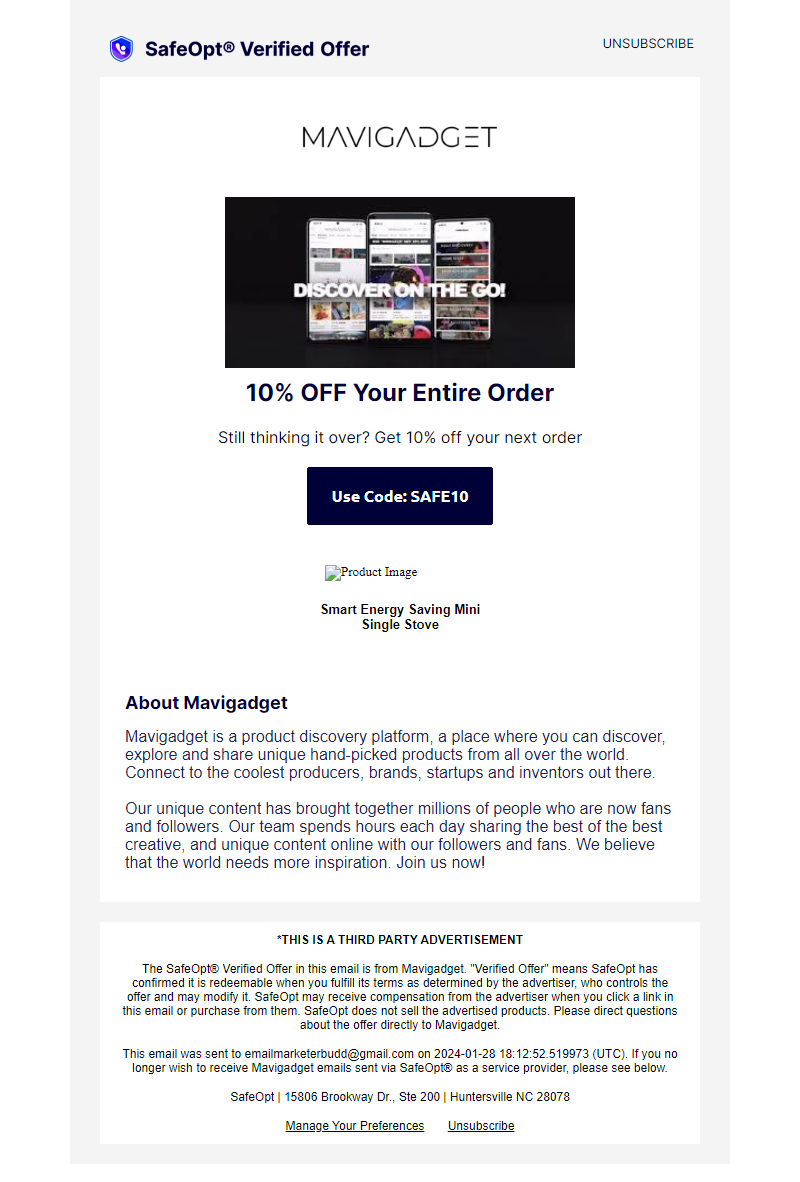 SafeOpt® Verified Offer
UNSUBSCRIBE
MAVIGADGET
DISCOVER ON THE GO!
10% OFF Your Entire Order
Still thinking it over? Get 10% off your next order
Use Code: SAFE10
Product Image
Smart Energy Saving Mini
Single Stove
About Mavigadget
Mavigadget is a product discovery platform, a place where you can discover,
explore and share unique hand-picked products from all over the world.
Connect to the coolest producers, brands, startups and inventors out there.
Our unique content has brought together millions of people who are now fans
and followers. Our team spends hours each day sharing the best of the best
creative, and unique content online with our followers and fans. We believe
that the world needs more inspiration. Join us now!
*THIS IS A THIRD PARTY ADVERTISEMENT
The SafeOpt® Verified Offer in this email is from Mavigadget. "Verified Offer" means SafeOpt has
confirmed it is redeemable when you fulfill its terms as determined by the advertiser, who controls the
offer and may modify it. SafeOpt may receive compensation from the advertiser when you click a link in
this email or purchase from them. SafeOpt does not sell the advertised products. Please direct questions
about the offer directly to Mavigadget.
This email was sent to emailmarketerbudd@gmail.com on 2024-01-28 18:12:52.519973 (UTC). If you no
longer wish to receive Mavigadget emails sent via SafeOpt® as a service provider, please see below.
SafeOpt | 15806 Brookway Dr., Ste 200 | Huntersville NC 28078
Manage Your Preferences Unsubscribe